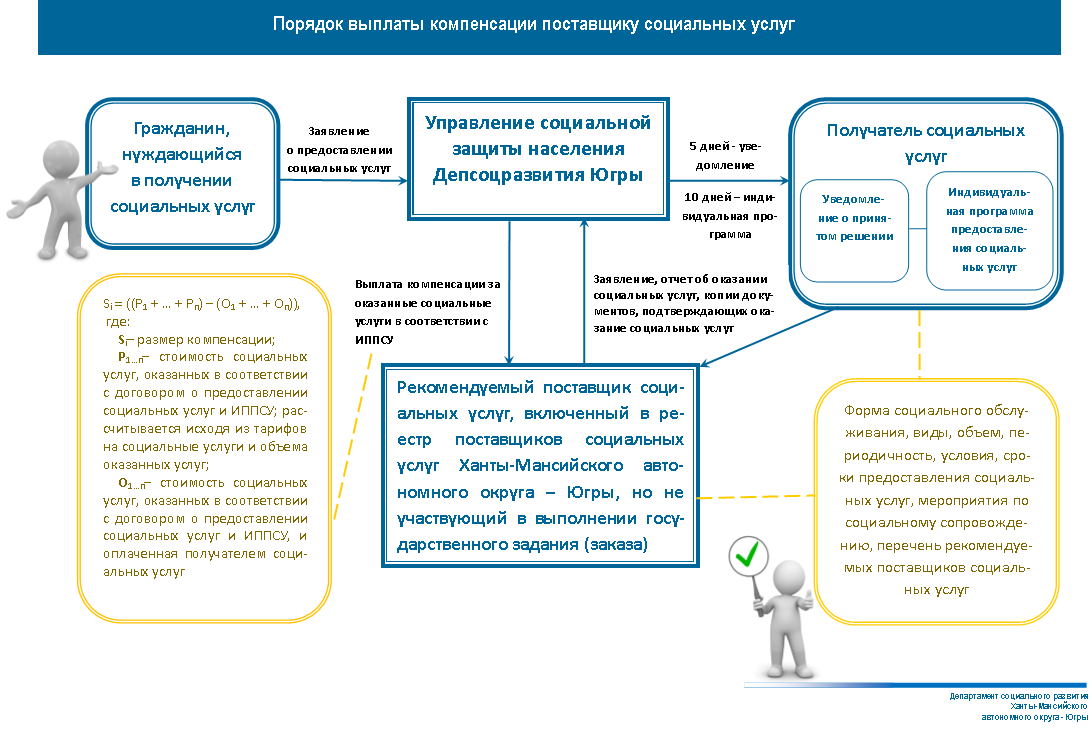 Порядок выплаты компенсации поставщику социальных услуг
Гражданин,
нуждающийся
в получении
социальных услуг
Заявление
о предоставлении
социальных услуг
Управление социальной
защиты населения
Депсоцразвития Югры
5 дней - уве-
домление
10 дней – инди-
видуальная про-
грамма
Получатель социальных
услуг
Уведомле-
ние о приня-
том решении
Индивидуаль-
ная программа
предоставле-
ния социаль-
ных услуг
Si = ((P1 + ... + Pn) – (O1 + ... + On)),
где:
Si– размер компенсации;
P1...n– стоимость социальных
услуг, оказанных в соответствии
с договором о предоставлении
социальных услуг и ИППСУ; рас-
считывается исходя из тарифов
на социальные услуги и объема
оказанных услуг;
O1...n– стоимость социальных
услуг, оказанных в соответствии
с договором о предоставлении
социальных услуг и ИППСУ, и
оплаченная получателем соци-
альных услуг
Выплата компенсации за
оказанные социальные
услуги в соответствии с
ИППСУ
Заявление, отчет об оказании
социальных услуг, копии доку-
ментов, подтверждающих ока-
зание социальных услуг
Рекомендуемый поставщик соци-
альных услуг, включенный в ре-
естр поставщиков социальных
услуг Ханты-Мансийского авто-
номного округа – Югры, но не
участвующий в выполнении госу-
дарственного задания (заказа)
Форма социального обслу-
живания, виды, объем, пе-
риодичность, условия, сро-
ки предоставления социаль-
ных услуг, мероприятия по
социальному сопровожде-
нию, перечень рекомендуе-
мых поставщиков социаль-
ных услуг
Департамент социального развития
Ханты-Мансийского
автономного округа - Югры